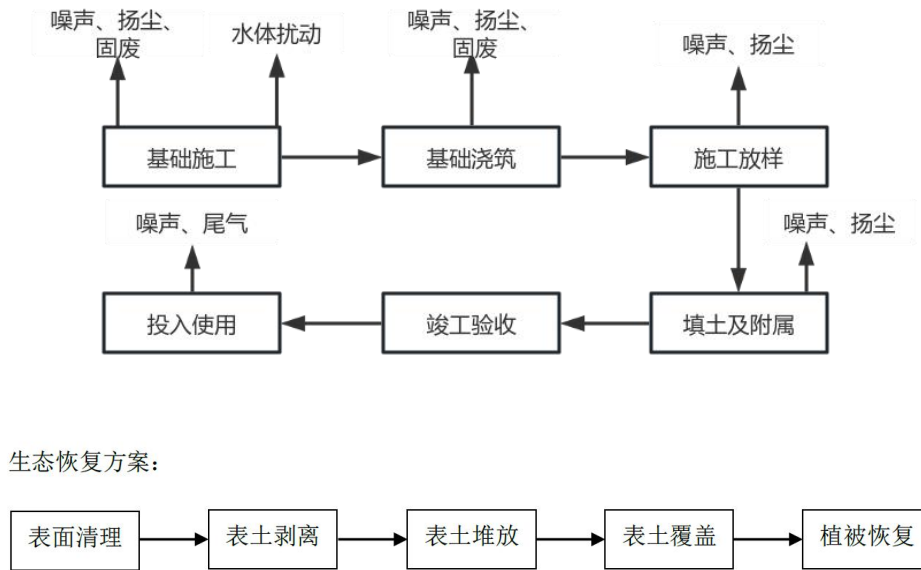 噪声、扬尘、
固废
水体扰动
噪声、扬尘、
固废
噪声、扬尘
基础施工
基础浇筑
施工放样
噪声、尾气
噪声、扬尘
投入使用
竣工验收
填土及附属
生态恢复方案：
表面清理
表土剥离
表土堆放
表土覆盖
植被恢复